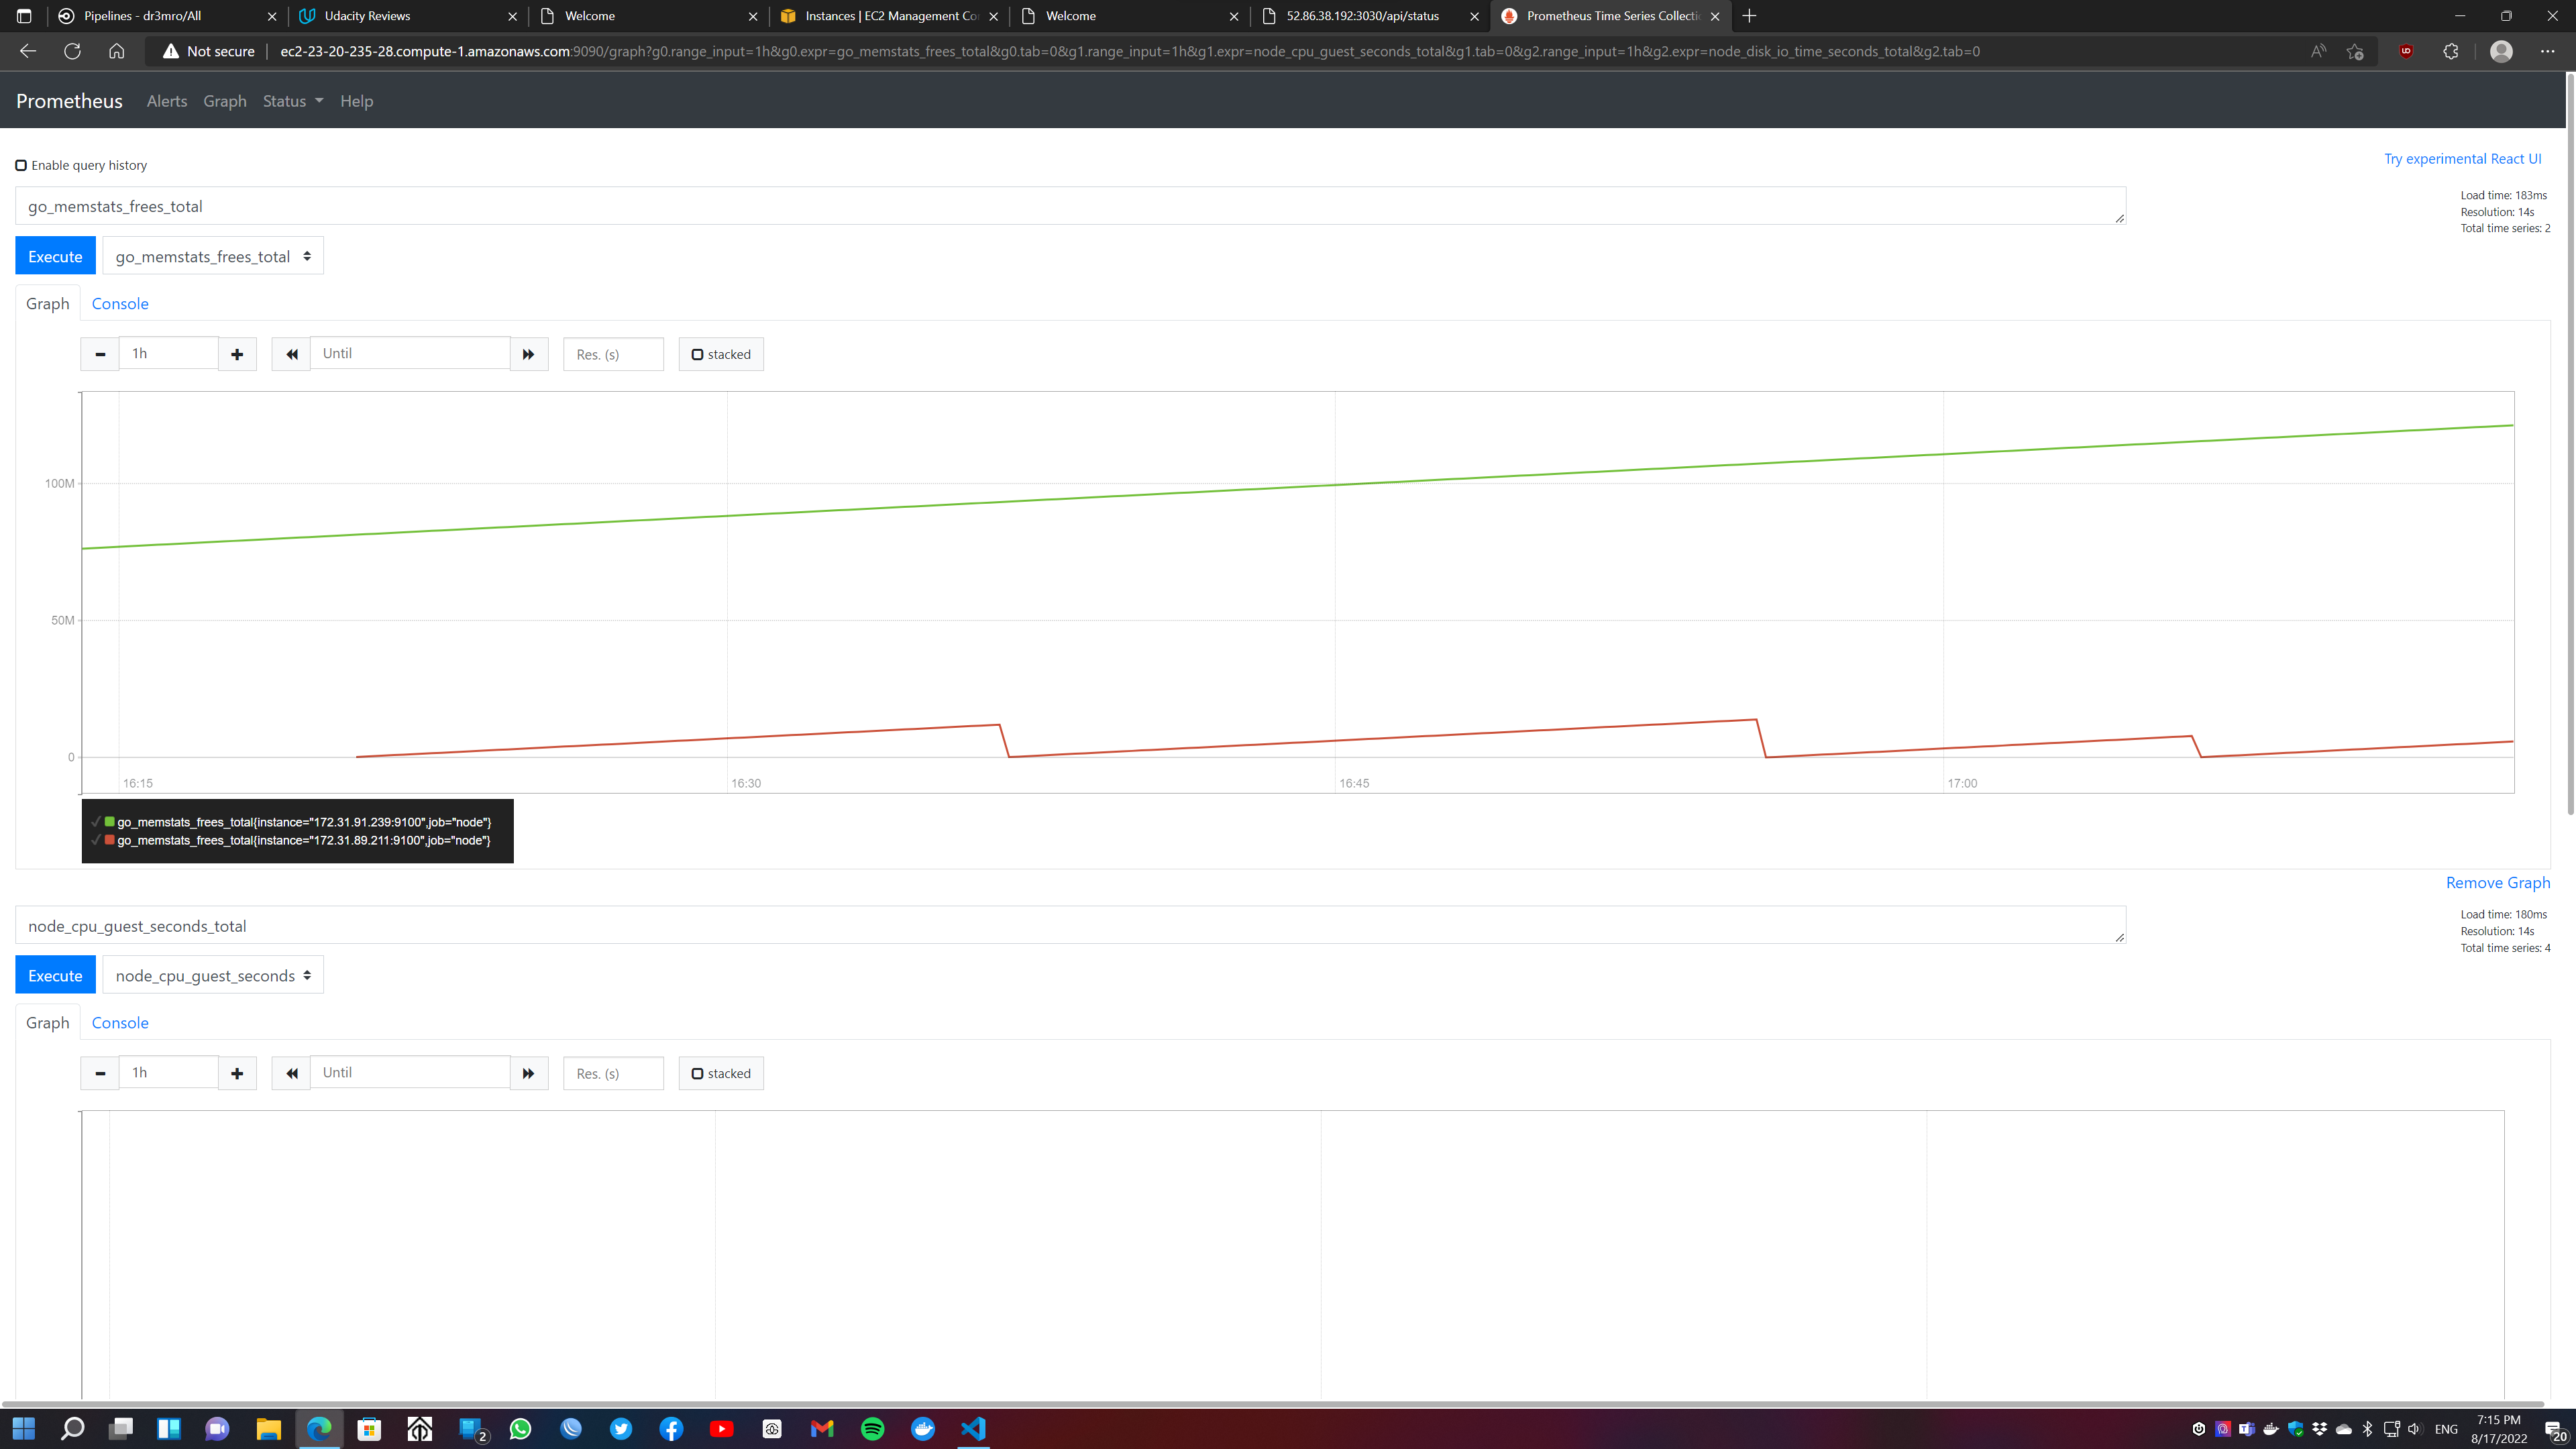 Pipelines - dr3mro/All
Udacity Reviews
Welcome
Instances | EC2 Management Co
Welcome
52.86.38.192:3030/api/status
Prometheus Time Series Collecti
Not secure
ec2-23-20-235-28.compute-1.amazonaws.com:9090/graph?g0.range_input=1h&g0.expr=go_memstats_frees_total&g0.tab=0&g1.range_input=1h&g1.expr=node_cpu_guest_seconds_total&g1.tab=0&g2.range_input=1h&g2.expr=node_disk_io_time_seconds_total&g2.tab=0
Prometheus Alerts Graph Status Help
Enable query history
Try experimental React UI
go_memstats_frees_total
Load time: 183ms
Resolution: 14s
Total time series: 2
Execute go_memstats_frees_total
Graph Console
1h Until Res. (s) stacked
100M
50M
0
16:15 16:30 16:45 17:00
go_memstats_frees_total{instance="172.31.91.239:9100",job="node"}
go_memstats_frees_total{instance="172.31.89.211:9100",job="node"}
Remove Graph
node_cpu_guest_seconds_total
Load time: 180ms
Resolution: 14s
Total time series: 4
Execute node_cpu_guest_seconds
Graph Console
1h Until Res. (s) stacked
2
ENG
7:15 PM
8/17/2022
20